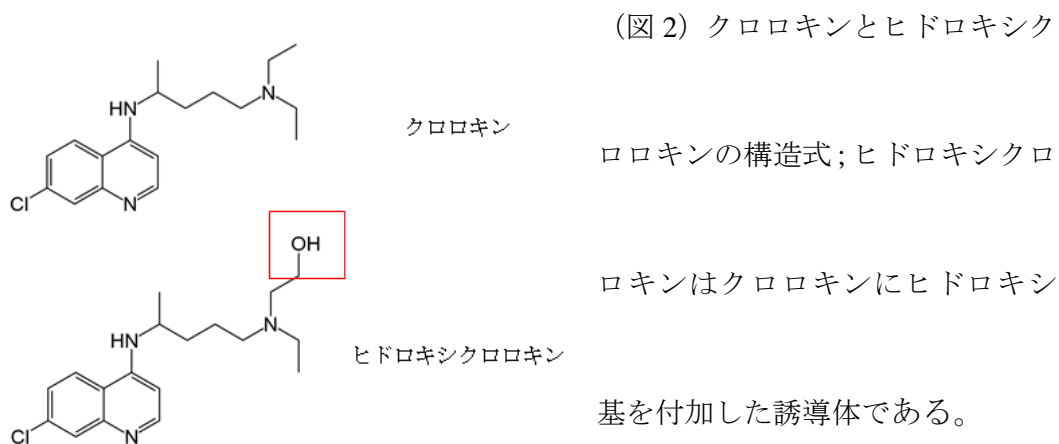 （図 2）クロロキンとヒドロキシク
ロロキンの構造式；ヒドロキシクロ
ロキンはクロロキンにヒドロキシ
基を付加した誘導体である。
HN
N
Cl
N
クロロキン
OH
HN
N
Cl
N
ヒドロキシクロロキン